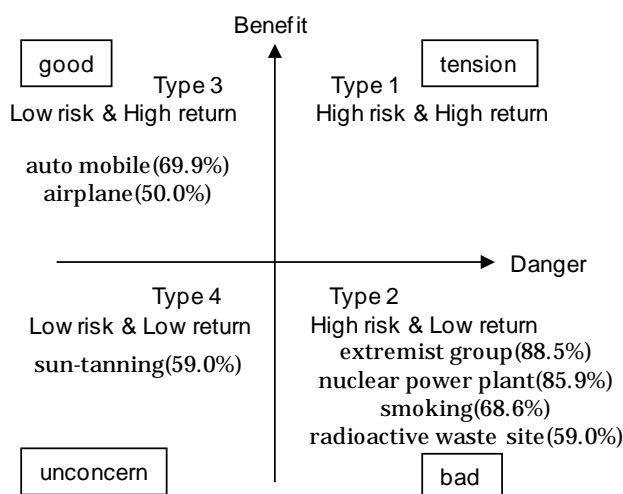 Benefit
good
tension
Type 3
Low risk & High return
Type 1
High risk & High return
auto mobile(69.9%)
airplane(50.0%)
Danger
Type 4
Low risk & Low return
sun-tanning(59.0%)
Type 2
High risk & Low return
extremist group(88.5%)
nuclear power plant(85.9%)
smoking(68.6%)
radioactive waste site(59.0%)
unconcern
bad